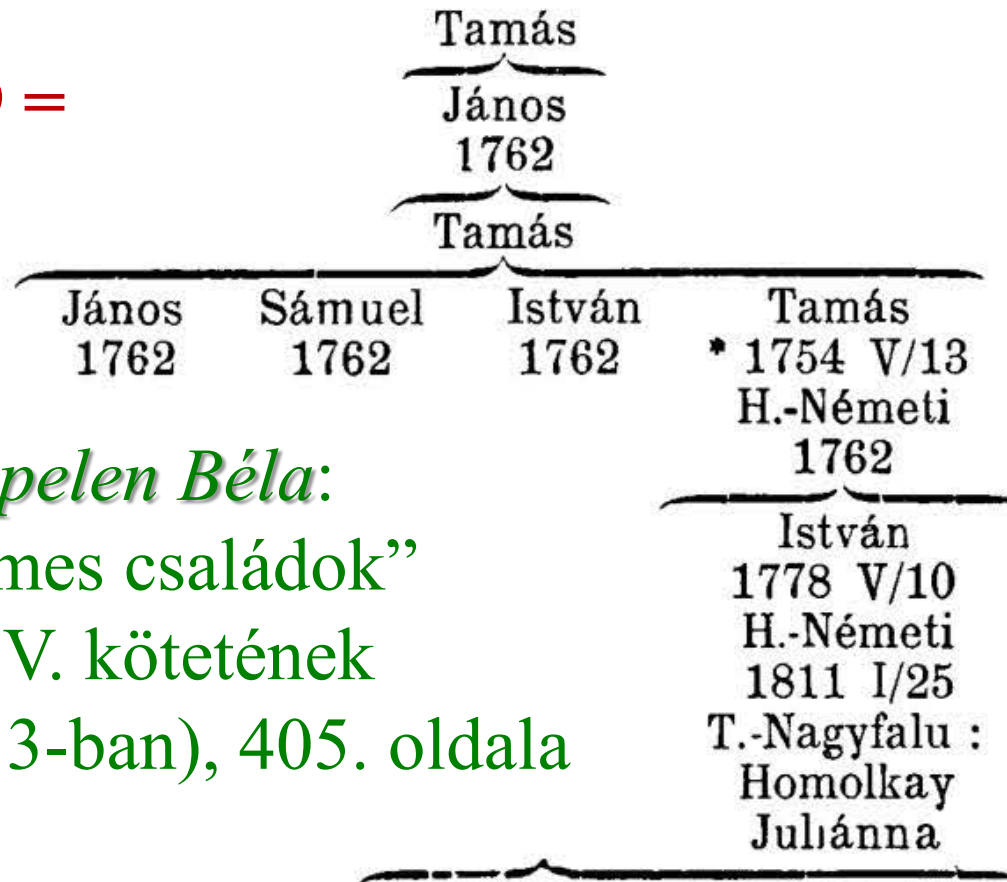 Tamás
=
János
1762
Tamás
János Sámuel István Tamás
1762 1762 1762 * 1754 V/13
H.-Németi
1762
pelen Béla:
mes családok”
V. kötetének
3-ban), 405. oldala
István
1778 V/10
H.-Németi
1811 I/25
T.-Nagyfalu :
Homolkay
Juliánna